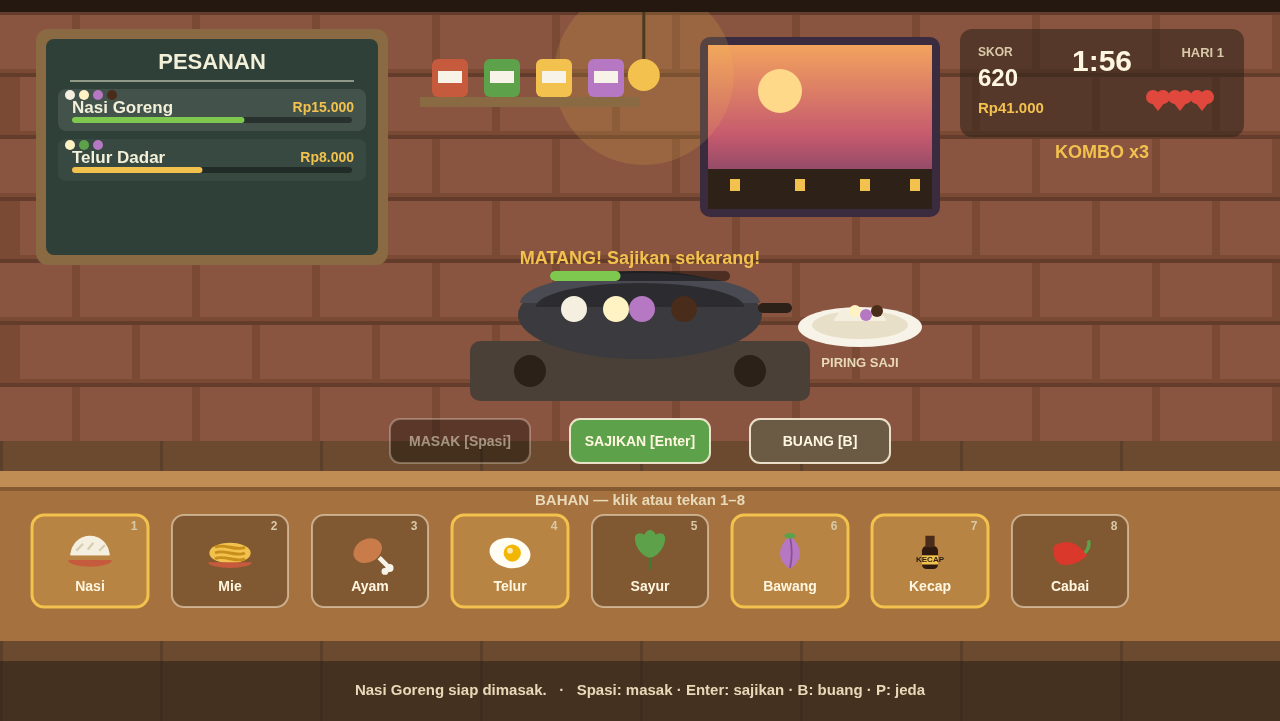 PESANAN
Nasi Goreng Rp15.000
Telur Dadar Rp8.000
SKOR
620
Rp41.000
1:56
HARI 1
KOMBO x3
MATANG! Sajikan sekarang!
PIRING SAJI
MASAK [Spasi]
SAJIKAN [Enter]
BUANG [B]
BAHAN — klik atau tekan 1–8
1
Nasi
2
Mie
3
Ayam
4
Telur
5
Sayur
6
Bawang
7
KECAP
Kecap
8
Cabai
Nasi Goreng siap dimasak. · Spasi: masak · Enter: sajikan · B: buang · P: jeda